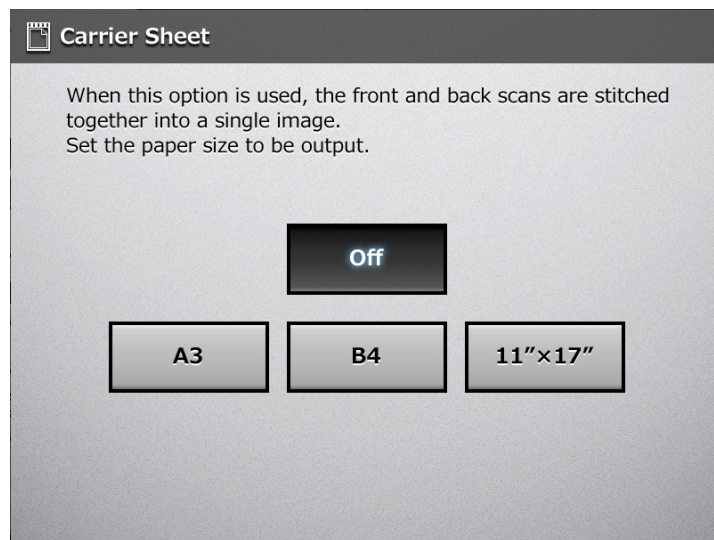 Carrier Sheet
When this option is used, the front and back scans are stitched
together into a single image.
Set the paper size to be output.
Off
A3
B4
11″×17″